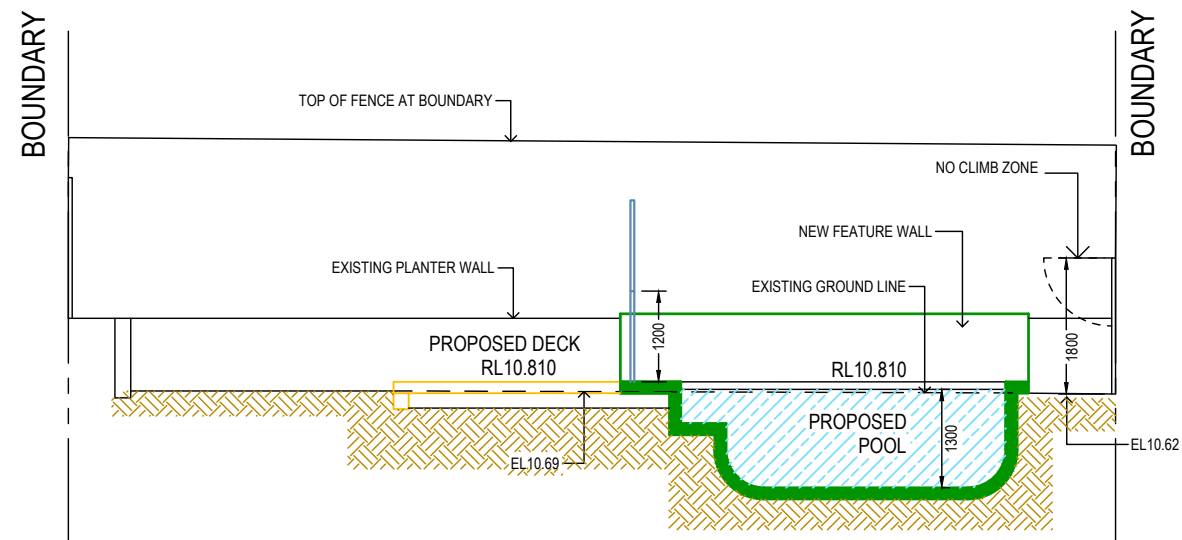 BOUNDARY
BOUNDARY
TOP OF FENCE AT BOUNDARY
NO CLIMB ZONE
NEW FEATURE WALL
EXISTING PLANTER WALL
EXISTING GROUND LINE
1200
1800
PROPOSED DECK
RL10.810
RL10.810
PROPOSED
POOL
1300
EL10.69
EL10.62